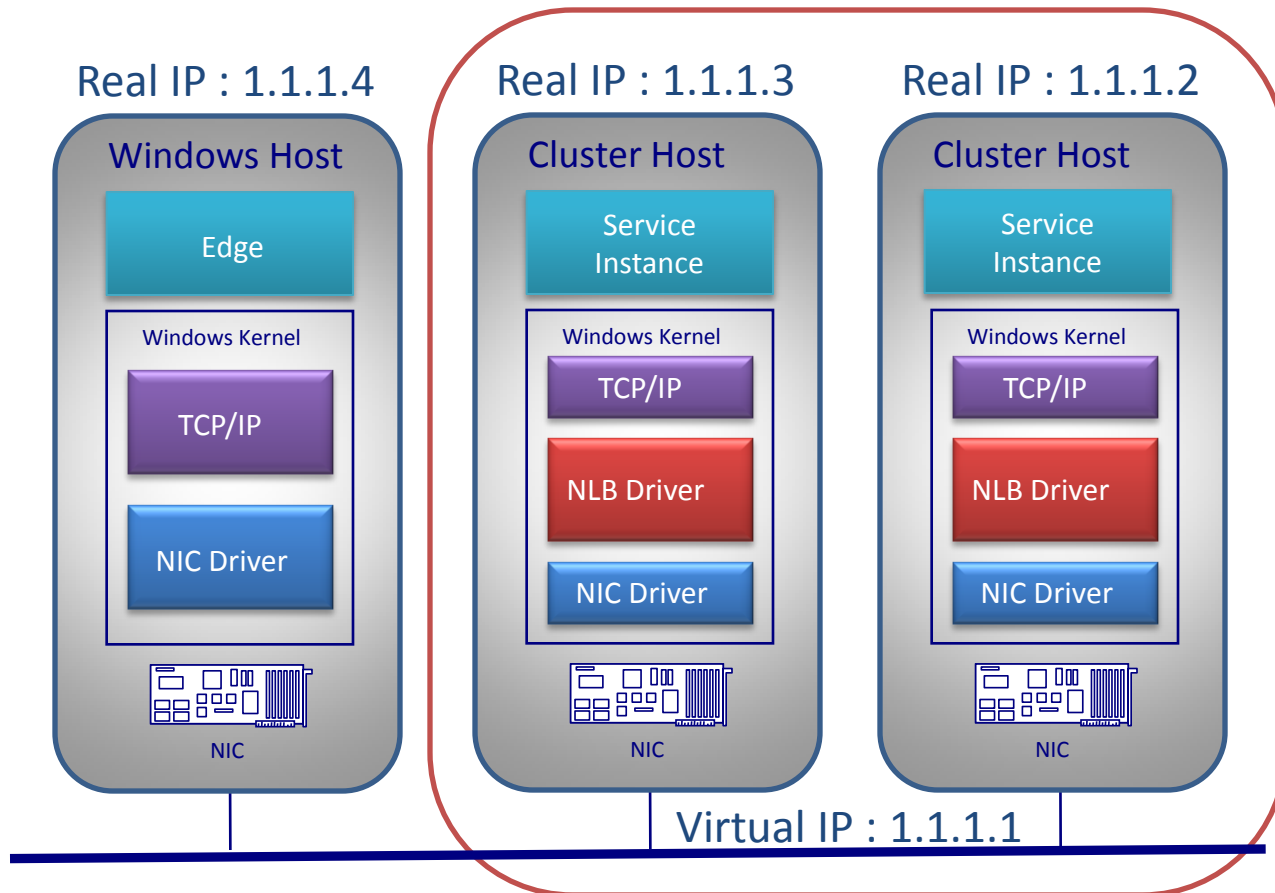 Real IP : 1.1.1.4
Windows Host
Edge
Windows Kernel
TCP/IP
NIC Driver
NIC
Real IP : 1.1.1.3
Cluster Host
Service
Instance
Windows Kernel
TCP/IP
NLB Driver
NIC Driver
NIC
Real IP : 1.1.1.2
Cluster Host
Service
Instance
Windows Kernel
TCP/IP
NLB Driver
NIC Driver
NIC
Virtual IP : 1.1.1.1